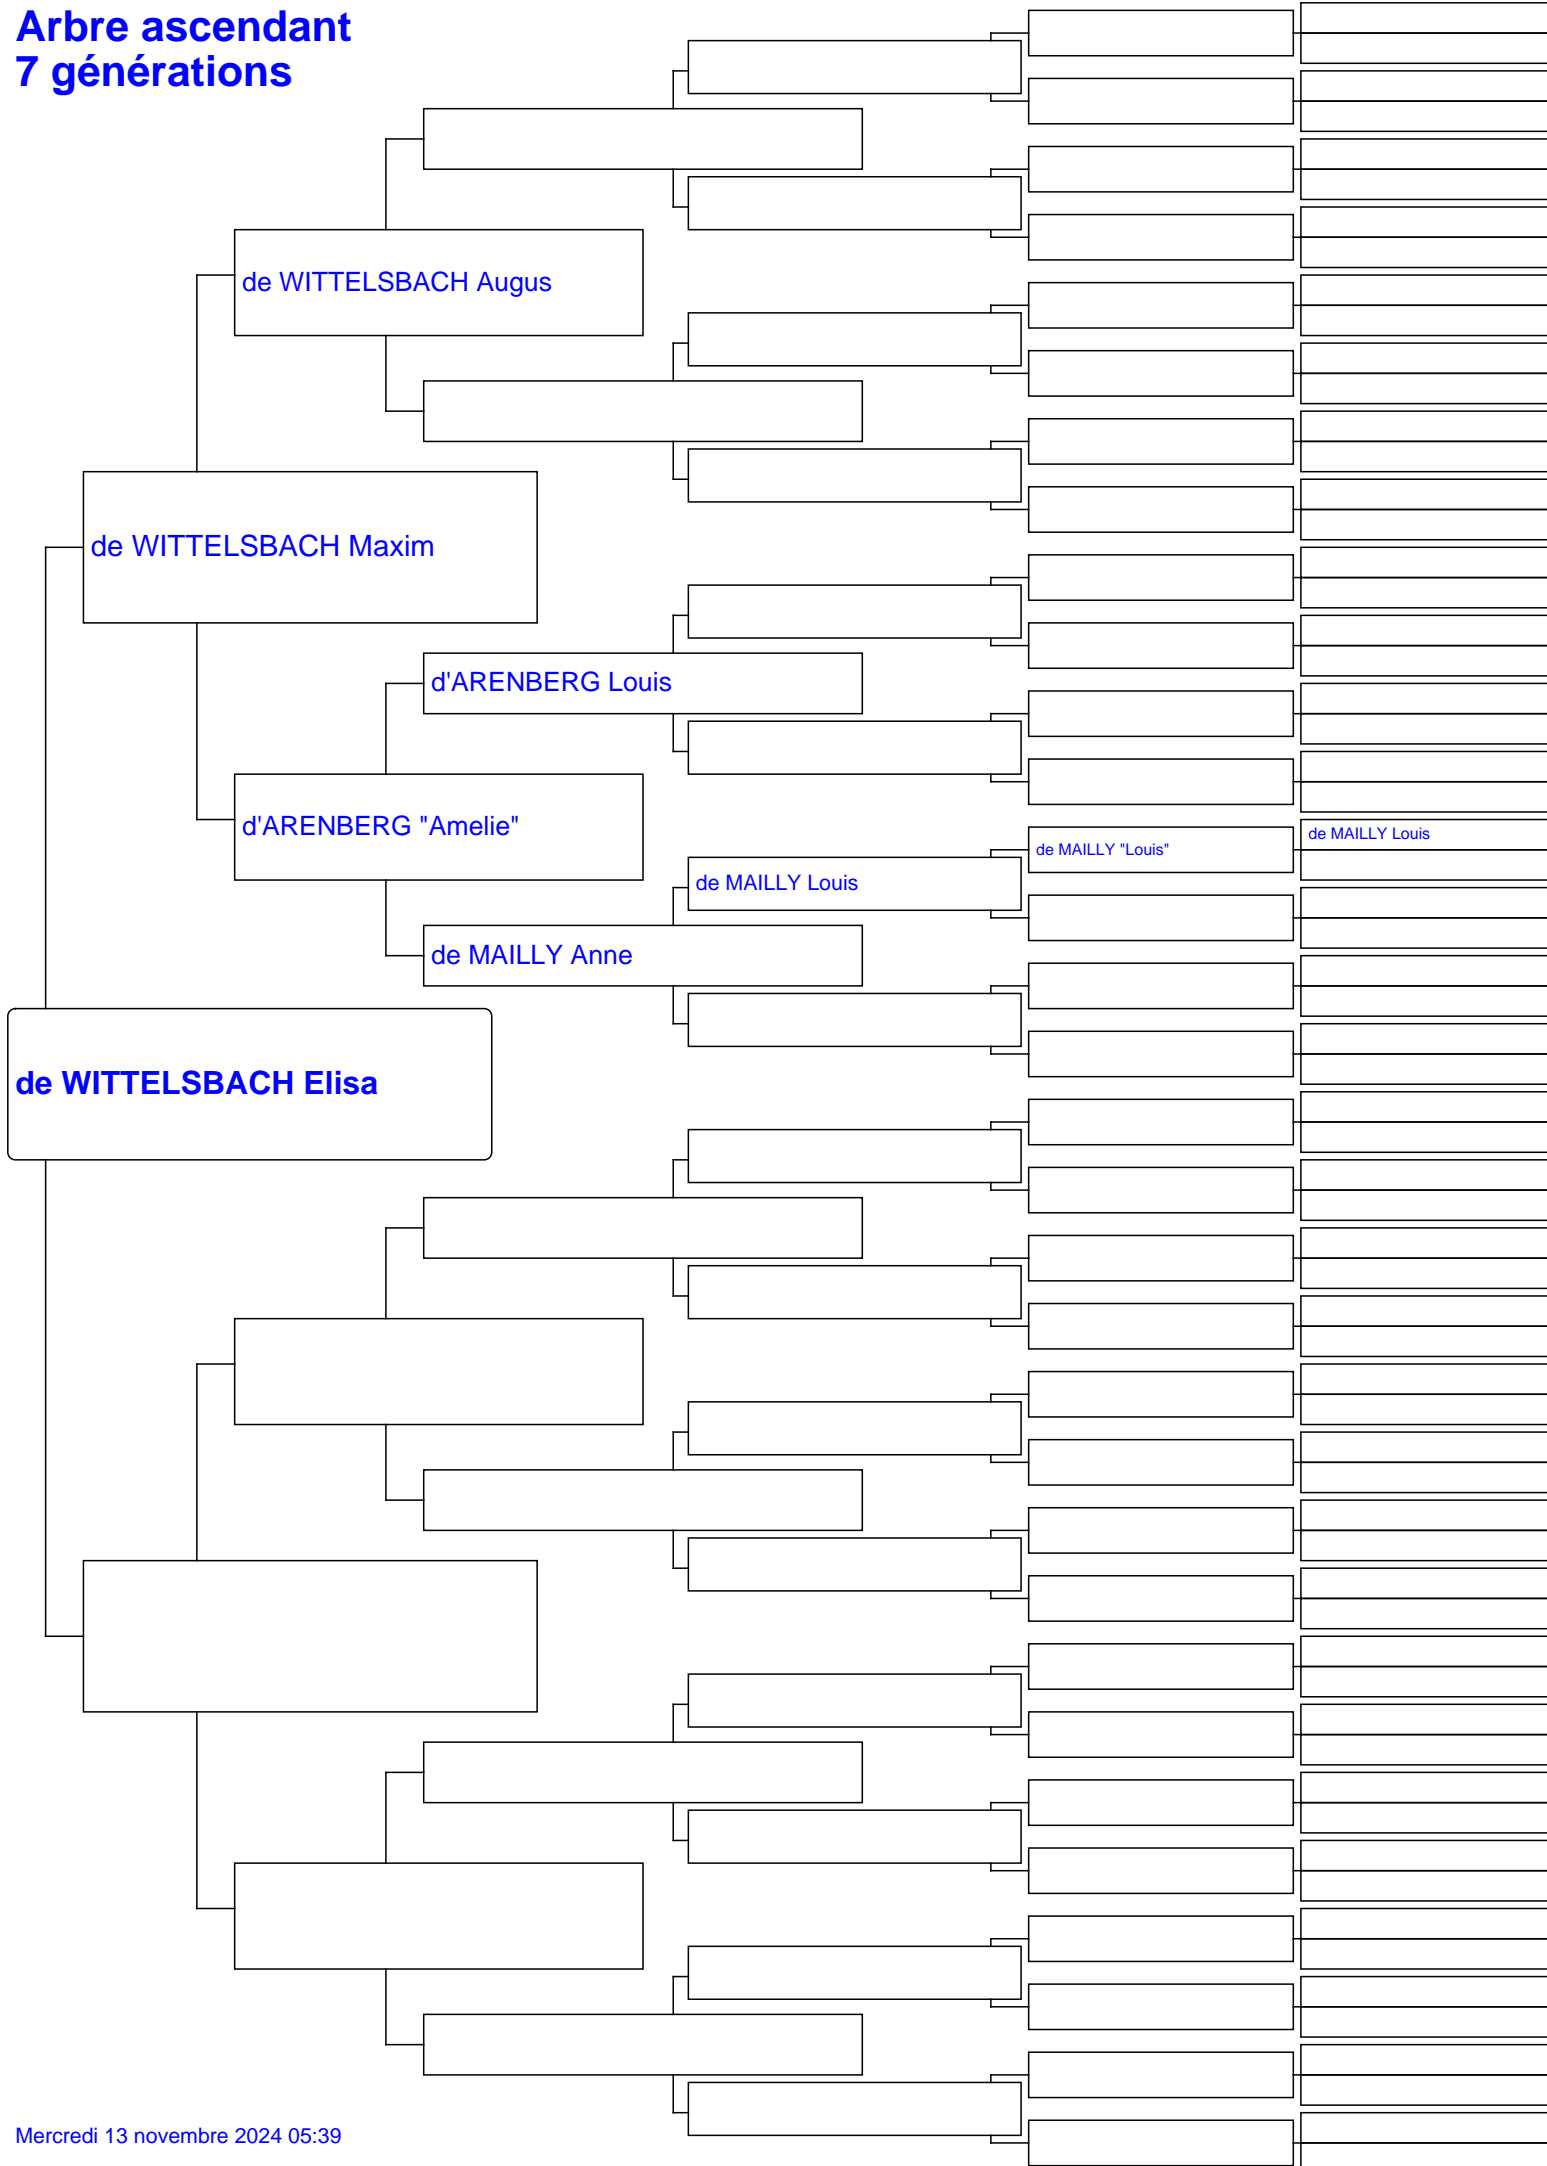 Arbre ascendant
7 générations
de WITTELSBACH Augus
de WITTELSBACH Maxim
d'ARENBERG Louis
d'ARENBERG "Amelie"
de MAILLY Louis
de MAILLY "Louis"
de MAILLY Louis
de MAILLY Anne
de WITTELSBACH Elisa
Mercredi 13 novembre 2024 05:39